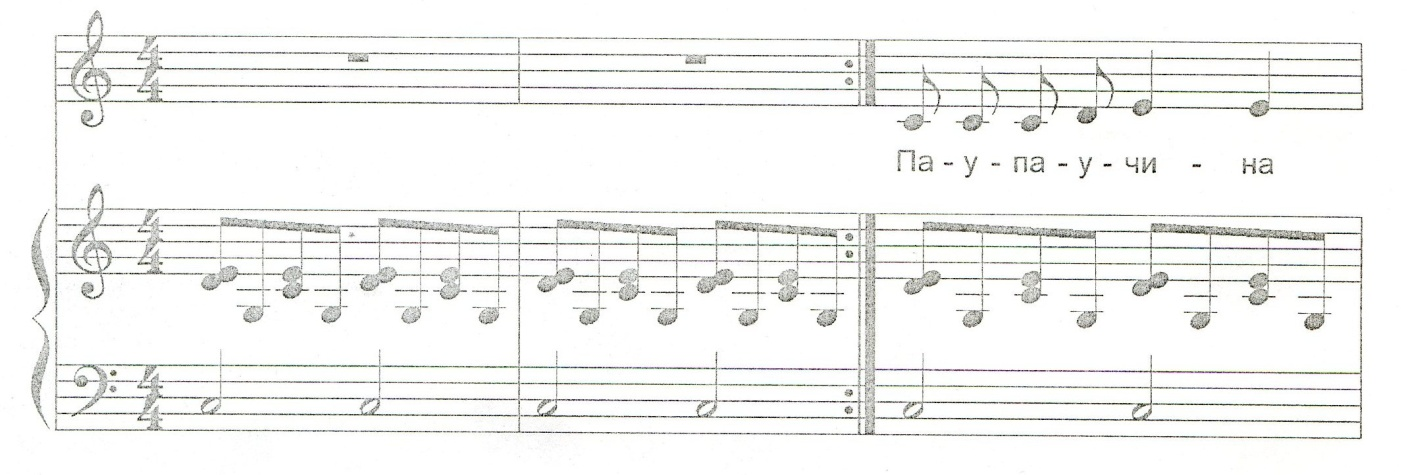 Па - у - па - у - чи - на